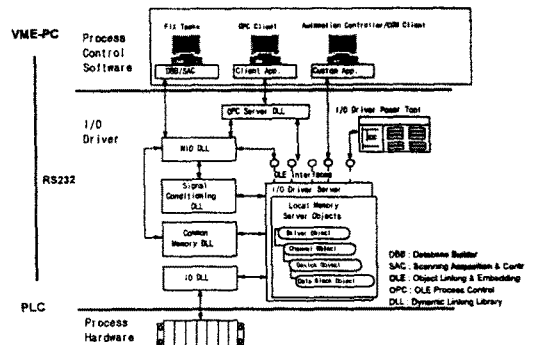 VME-PC
Process
Control
Software
Fix Tasks
OPC Client
Automation Controller/COM Client
DBB/SAC
Client App.
Custom App.
I/O
Driver
OPC Server DLL
I/O Driver Power Tool
NIO DLL
OLE Interfaces
RS232
Signal
Conditioning
DLL
I/O Driver Server
Local Memory
Server Objects
Common
Memory DLL
Driver Object
Channel Object
Device Object
Data Block Object
IO DLL
DBB : Database Builder
SAC : Scanning Acquisition & Contr
OLE : Object Linking & Embedding
OPC : OLE Process Control
DLL : Dynamic Linking Library
PLC
Process
Hardware